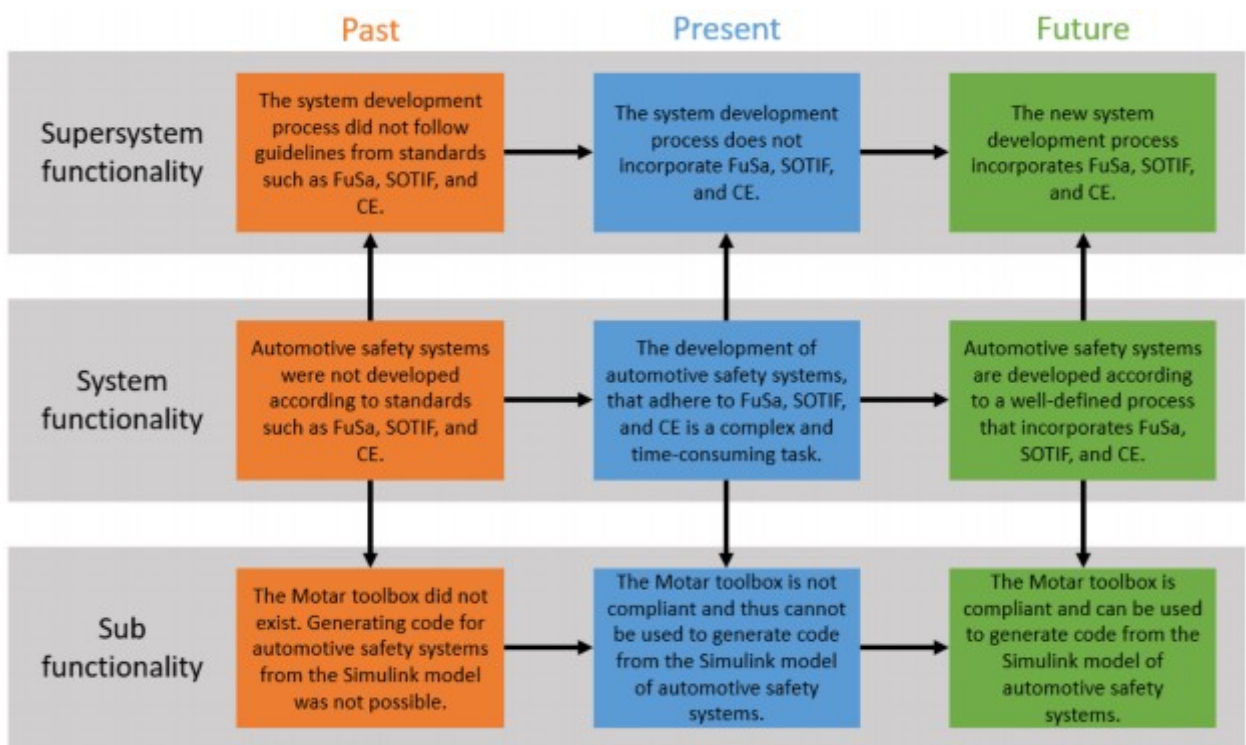 Past
Present
Future
Supersystem
functionality
The system development
process did not follow
guidelines from standards
such as FuSa, SOTIF, and
CE.
The system development
process does not
incorporate FuSa, SOTIF,
and CE.
The new system
development process
incorporates FuSa, SOTIF,
and CE.
System
functionality
Automotive safety systems
were not developed
according to standards
such as FuSa, SOTIF, and
CE.
The development of
automotive safety systems,
that adhere to FuSa, SOTIF,
and CE is a complex and
time-consuming task.
Automotive safety systems
are developed according
to a well-defined process
that incorporates FuSa,
SOTIF, and CE.
Sub
functionality
The Motar toolbox did not
exist. Generating code for
automotive safety systems
from the Simulink model
was not possible.
The Motar toolbox is not
compliant and thus cannot
be used to generate code
from the Simulink model
of automotive safety
systems.
The Motar toolbox is
compliant and can be used
to generate code from the
Simulink model of
automotive safety
systems.